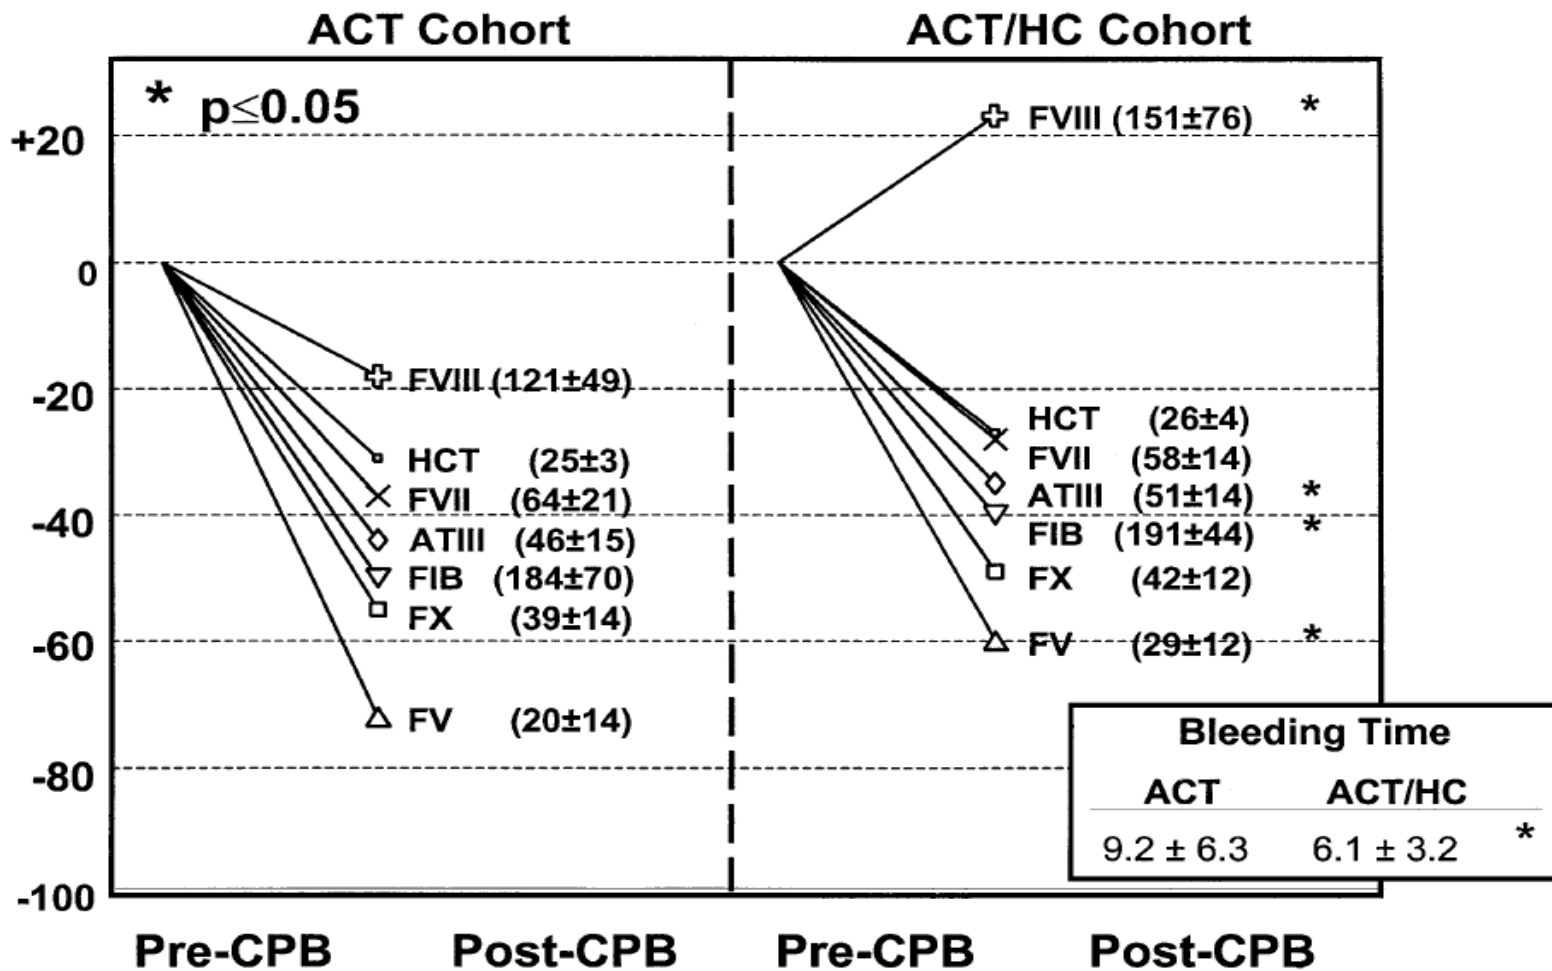 ACT Cohort
ACT/HC Cohort
* p≤0.05
+20
0
-20
-40
-60
-80
-100
FVIII (121±49)
HCT (25±3)
FVII (64±21)
ATIII (46±15)
FIB (184±70)
FX (39±14)
FV (20±14)
FVIII (151±76) *
HCT (26±4)
FVII (58±14)
ATIII (51±14) *
FIB (191±44) *
FX (42±12)
FV (29±12) *
Bleeding Time
ACT ACT/HC
9.2 ± 6.3 6.1 ± 3.2 *
Pre-CPB Post-CPB Pre-CPB Post-CPB